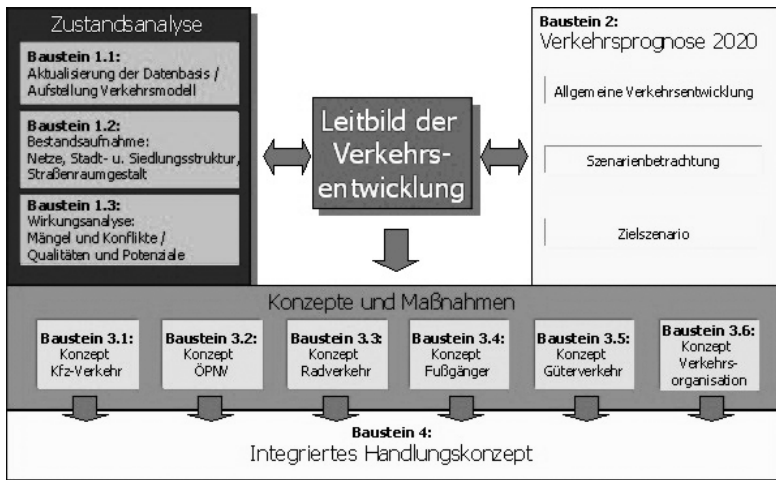 Zustandsanalyse
Baustein 1.1:
Aktualisierung der Datenbasis /
Aufstellung Verkehrsmodell
Baustein 1.2:
Bestandsaufnahme:
Netze, Stadt- u. Siedlungsstruktur,
Straßenraumgestalt
Baustein 1.3:
Wirkungsanalyse:
Mängel und Konflikte /
Qualitäten und Potenziale
Leitbild der
Verkehrs-
entwicklung
Baustein 2:
Verkehrsprognose 2020
Allgemeine Verkehrsentwicklung
Szenarienbetrachtung
Zielszenario
Konzepte und Maßnahmen
Baustein 3.1:
Konzept
Kfz-Verkehr
Baustein 3.2:
Konzept
ÖPNV
Baustein 3.3:
Konzept
Radverkehr
Baustein 3.4:
Konzept
Fußgänger
Baustein 3.5:
Konzept
Güterverkehr
Baustein 3.6:
Konzept
Verkehrs-
organisation
Baustein 4:
Integriertes Handlungskonzept